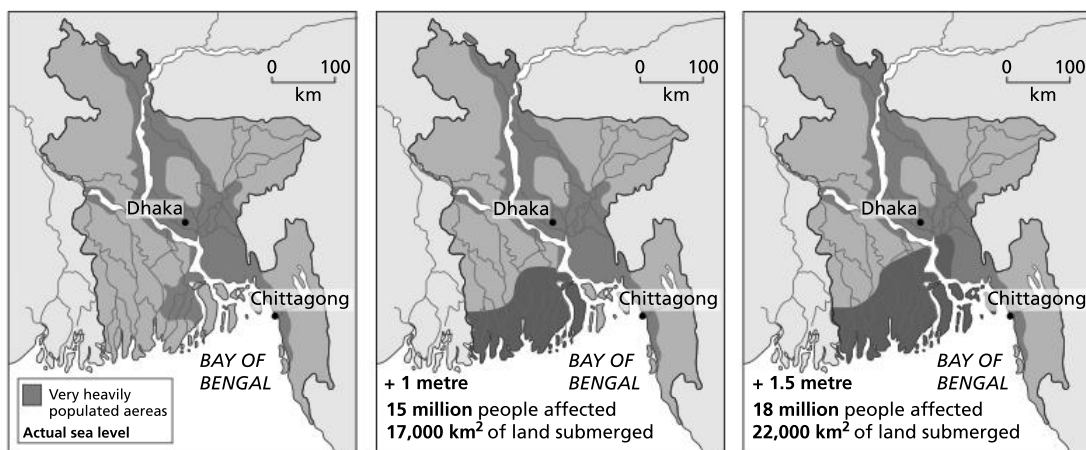 0 100
km
Dhaka
Chittagong
BAY OF
BENGAL
Very heavily
populated aereas
Actual sea level
0 100
km
Dhaka
Chittagong
BAY OF
BENGAL
+ 1 metre
15 million people affected
17,000 km² of land submerged
0 100
km
Dhaka
Chittagong
BAY OF
BENGAL
+ 1.5 metre
18 million people affected
22,000 km² of land submerged